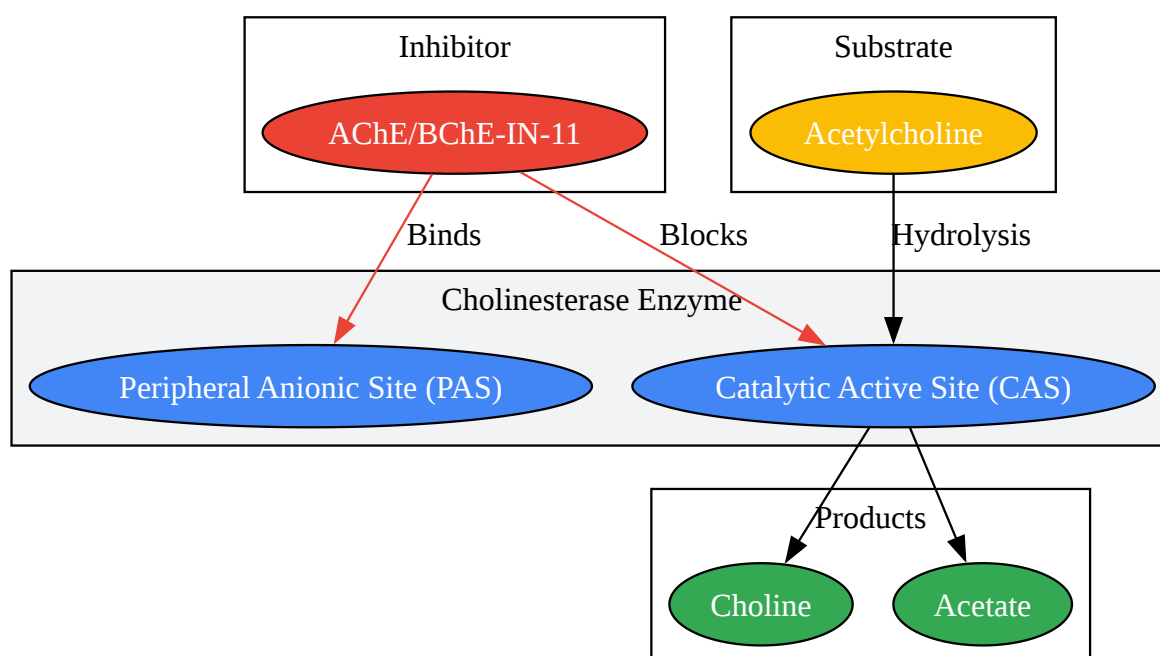 Inhibitor
Substrate
AChE/BChE-IN-11
Acetylcholine
Binds
Blocks
Hydrolysis
Cholinesterase Enzyme
Peripheral Anionic Site (PAS)
Catalytic Active Site (CAS)
Products
Choline
Acetate